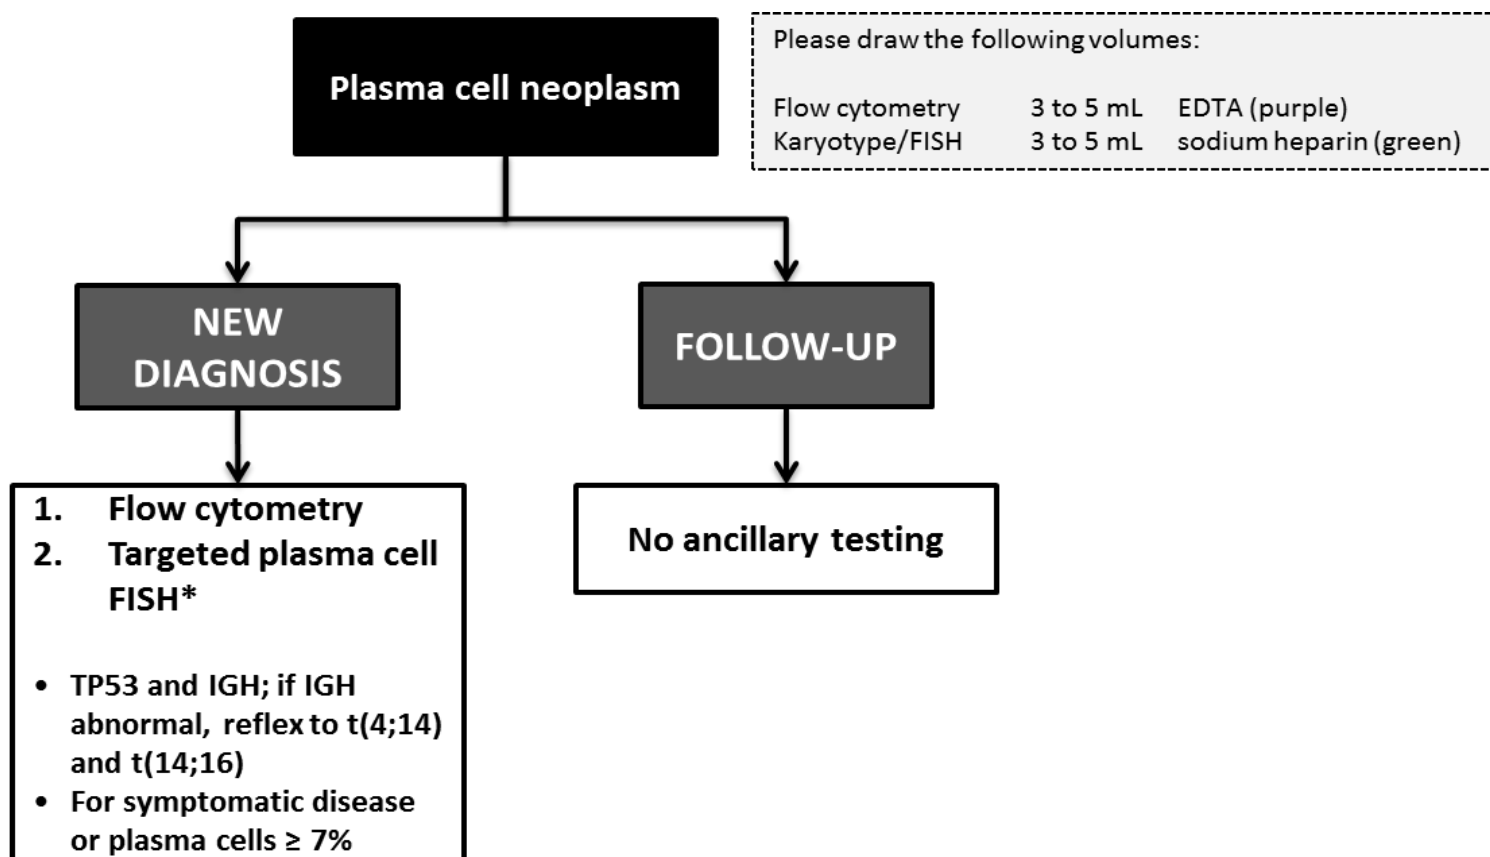 Plasma cell neoplasm
Please draw the following volumes:
Flow cytometry 3 to 5 mL EDTA (purple)
Karyotype/FISH 3 to 5 mL sodium heparin (green)
NEW
DIAGNOSIS
FOLLOW-UP
1. Flow cytometry
2. Targeted plasma cell
FISH*
• TP53 and IGH; if IGH
abnormal, reflex to t(4;14)
and t(14;16)
• For symptomatic disease
or plasma cells ≥ 7%
No ancillary testing